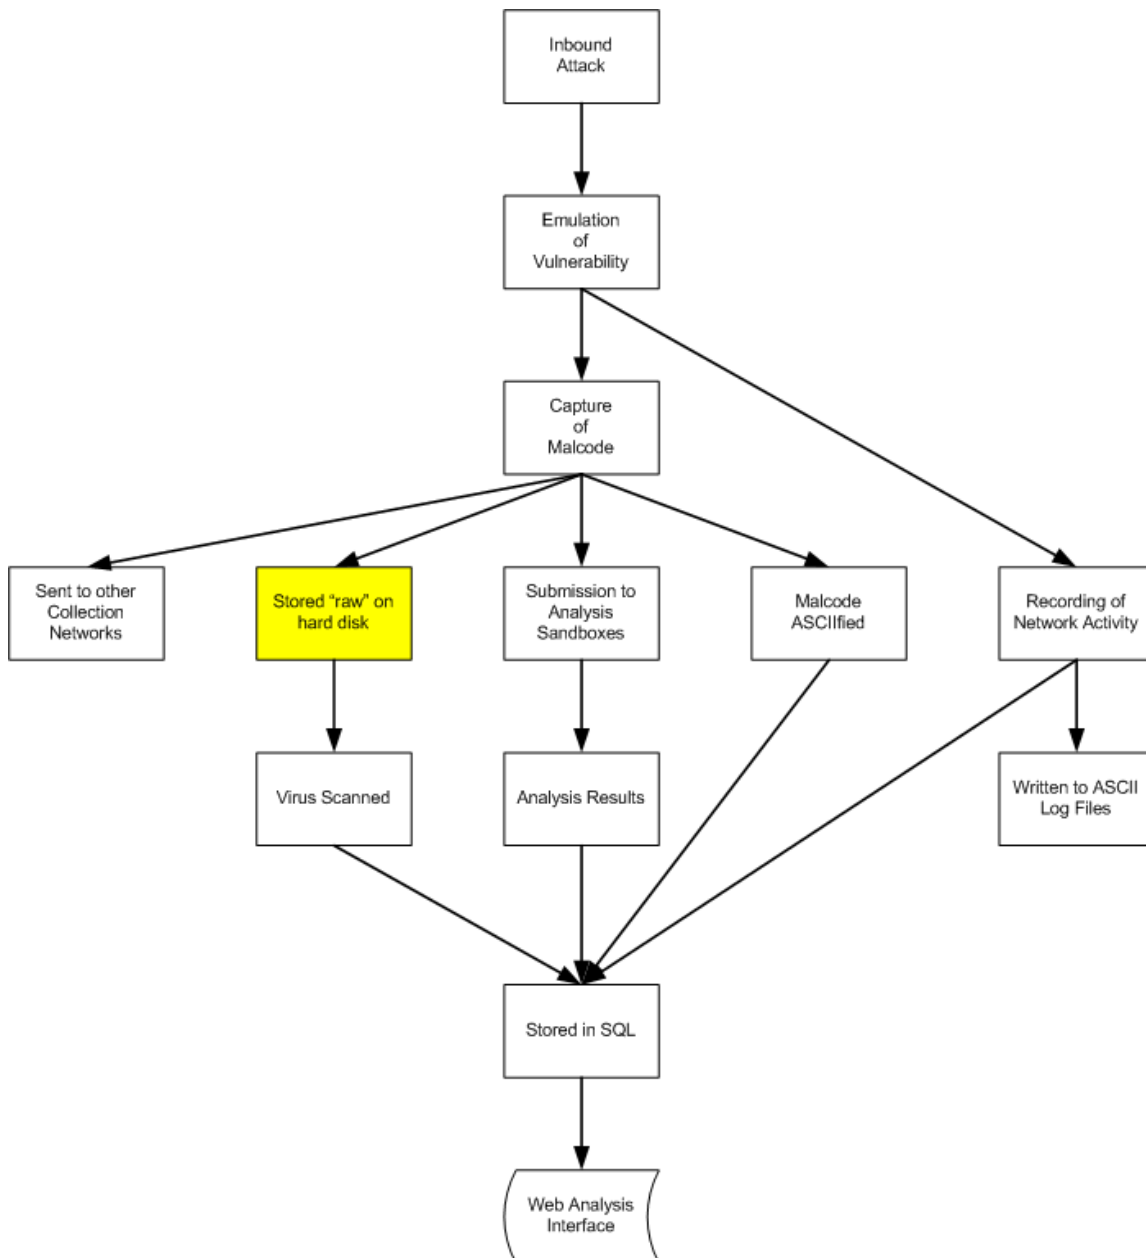 Inbound
Attack
Emulation
of
Vulnerability
Capture
of
Malcode
Sent to other
Collection
Networks
Stored “raw” on
hard disk
Submission to
Analysis
Sandboxes
Malcode
ASCIIfied
Recording of
Network Activity
Virus Scanned
Analysis Results
Written to ASCII
Log Files
Stored in SQL
Web Analysis
Interface